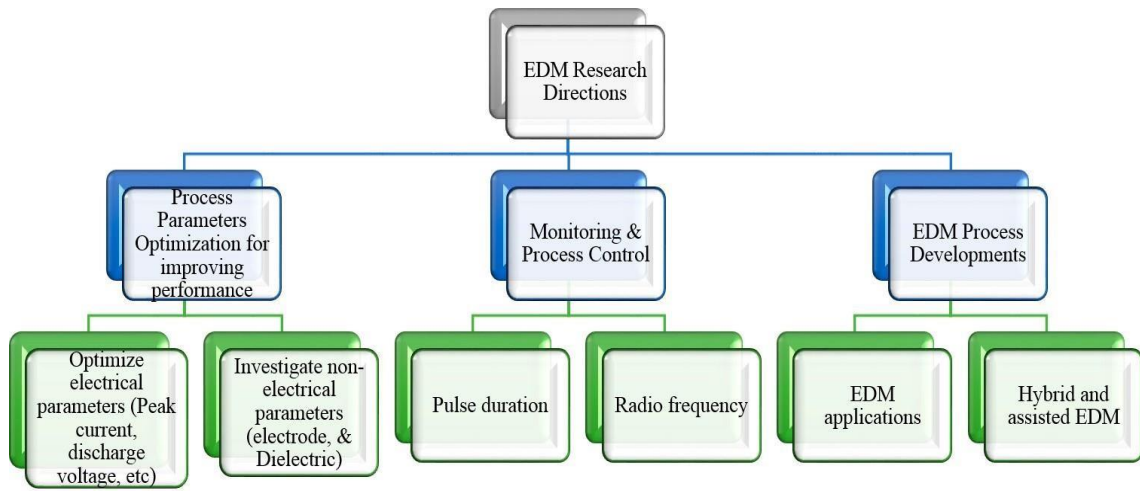 EDM Research
Directions
Process
Parameters
Optimization for
improving
performance
Monitoring &
Process Control
EDM Process
Developments
Optimize
electrical
parameters (Peak
current,
discharge
voltage, etc)
Investigate non-
electrical
parameters
(electrode, &
Dielectric)
Pulse duration
Radio frequency
EDM
applications
Hybrid and
assisted EDM